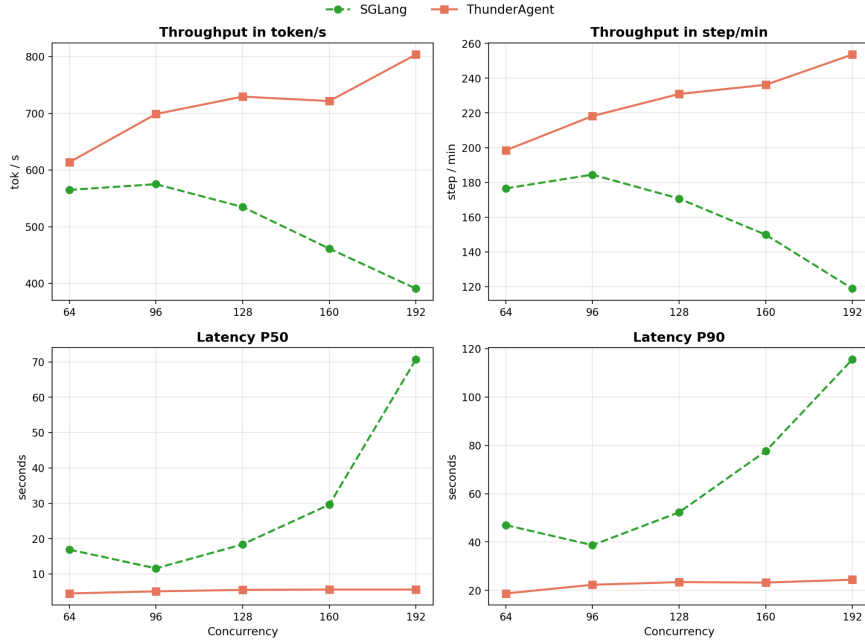 SGLang ThunderAgent
Throughput in token/s
tok / s
800
700
600
500
400
64 96 128 160 192
Throughput in step/min
step / min
260
240
220
200
180
160
140
120
64 96 128 160 192
Latency P50
seconds
70
60
50
40
30
20
10
64 96 128 160 192
Concurrency
Latency P90
seconds
120
100
80
60
40
20
64 96 128 160 192
Concurrency